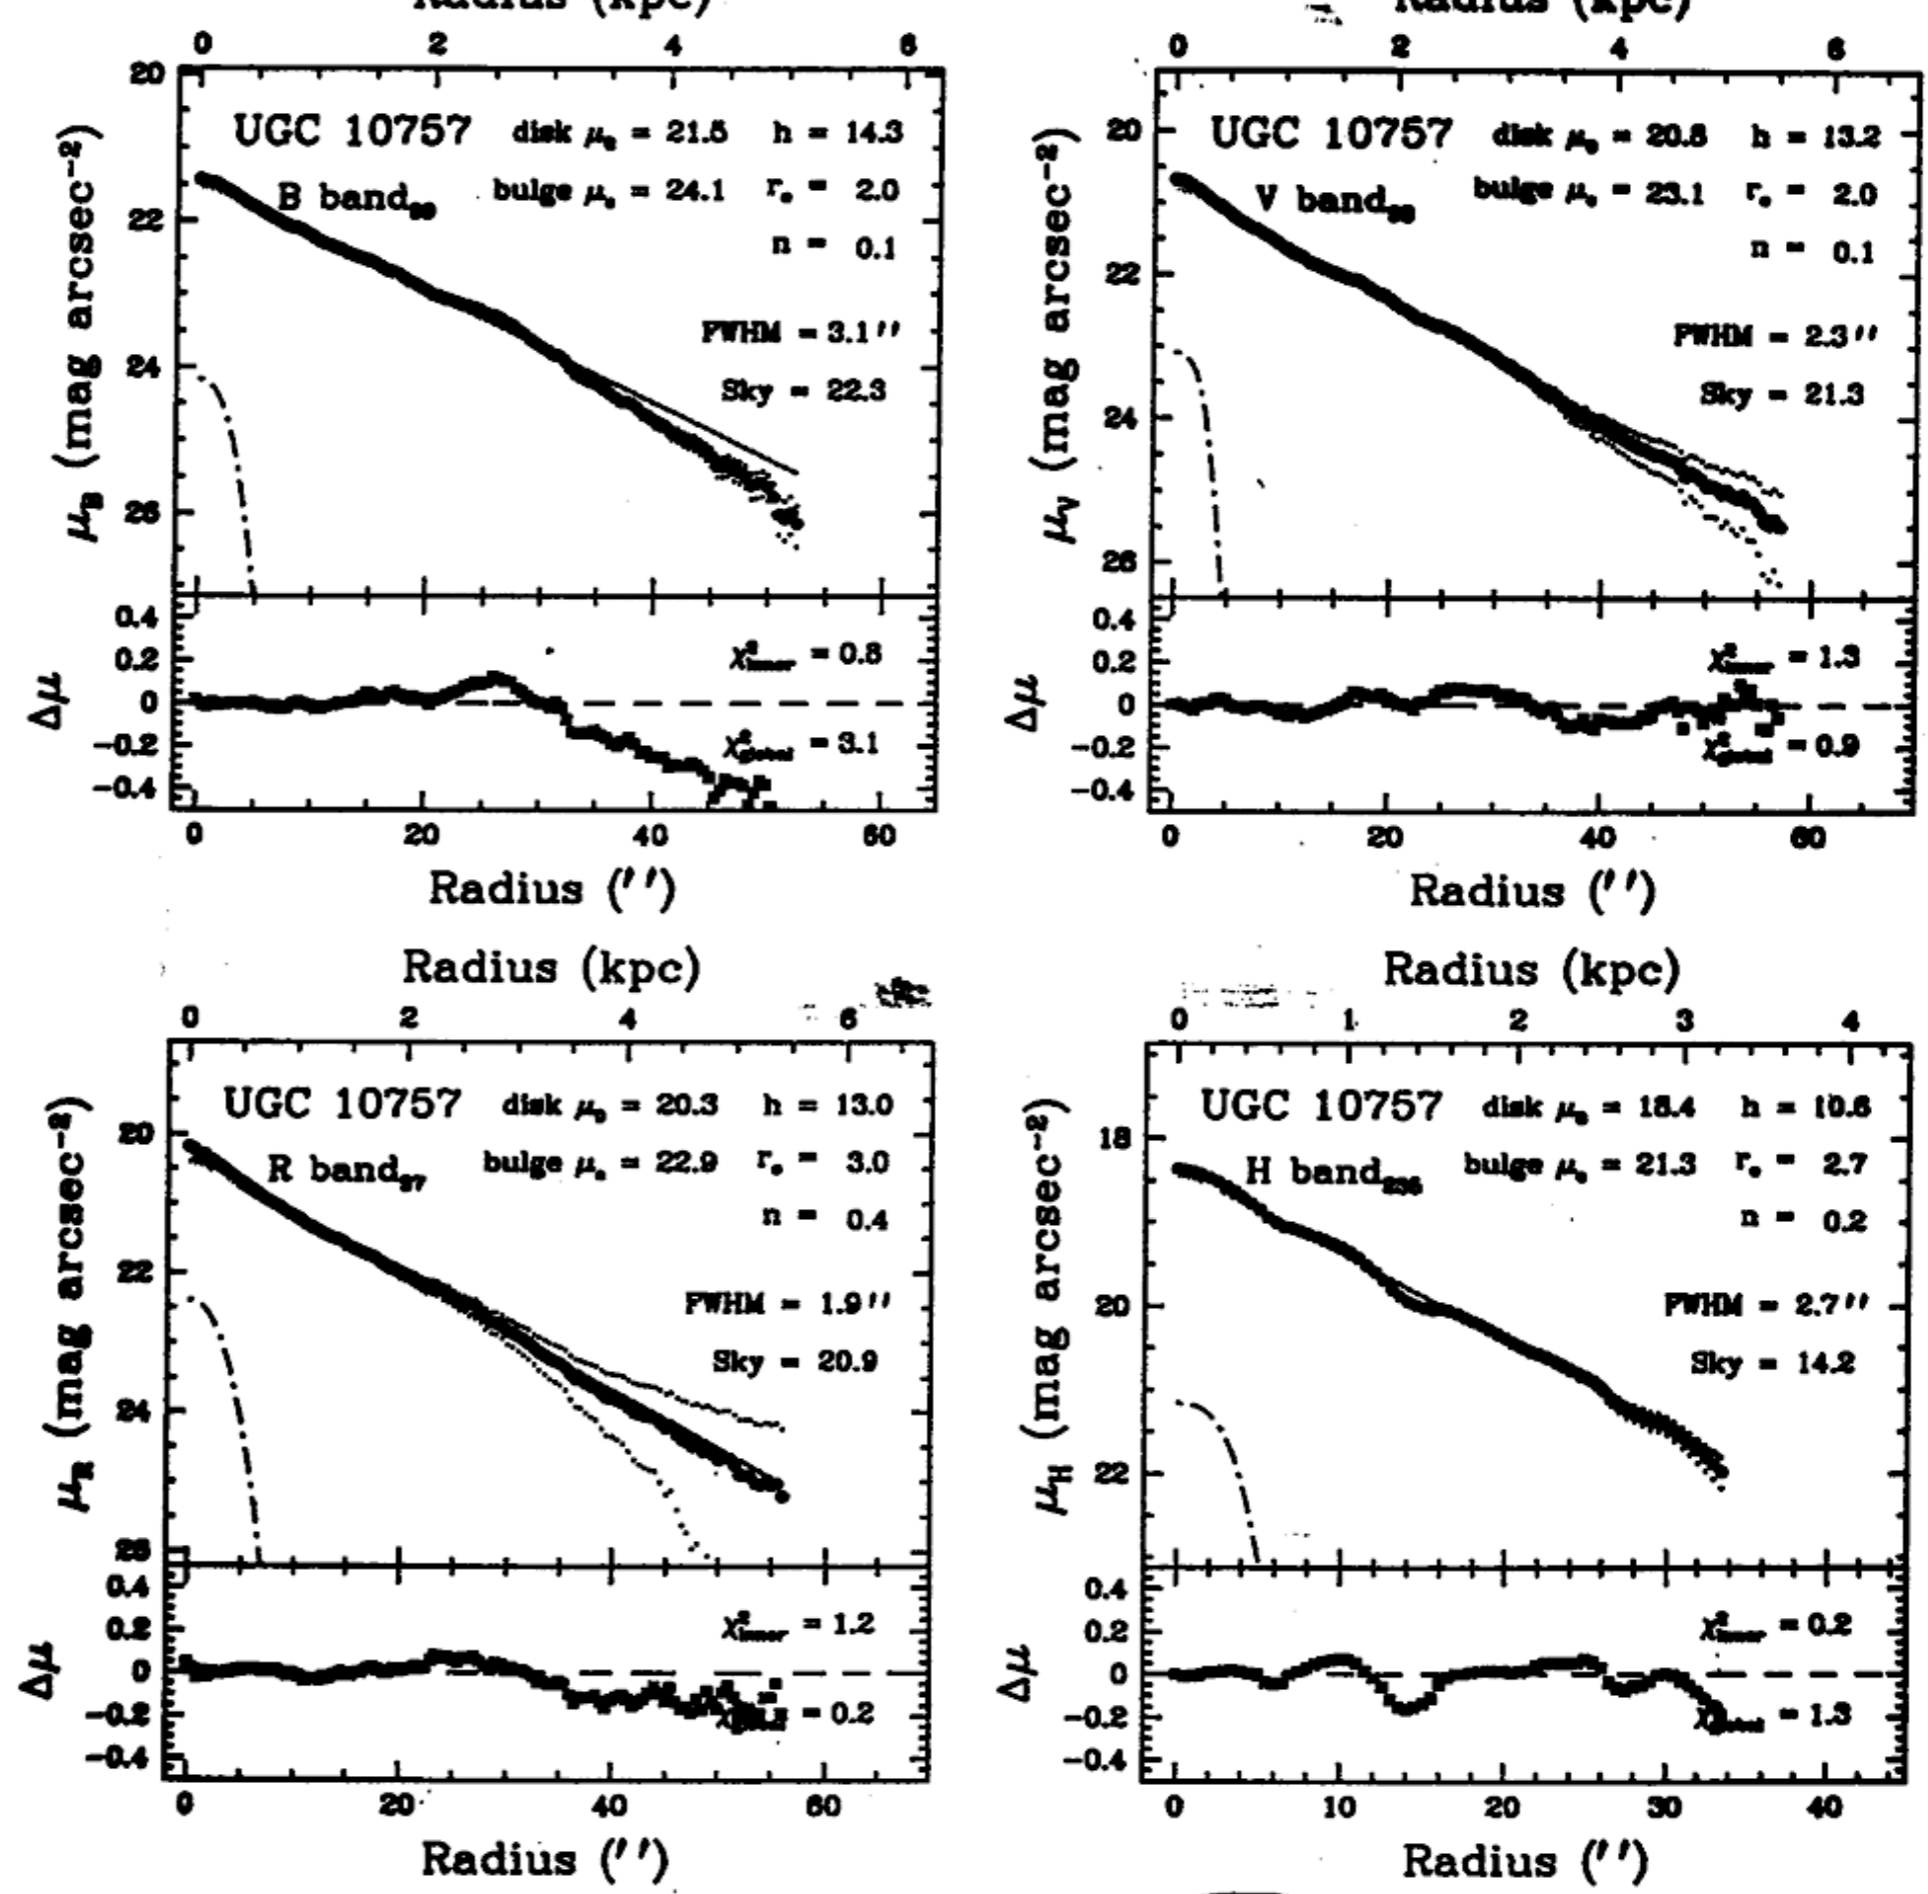 Radius (kpc)
0 2 4 6
20
UGC 10757 disk μ₀ = 21.5 h = 14.3
B band bulge μₑ = 24.1 rₑ = 2.0
n = 0.1
22
FWHM = 3.1''
24
Sky = 22.3
26
μB (mag arcsec⁻²)
0.4
0.2
0
-0.2
-0.4
Δμ
χ²inner = 0.8
χ²global = 3.1
0 20 40 60
Radius ('')
Radius (kpc)
0 2 4 6
20
UGC 10757 disk μ₀ = 20.8 h = 13.2
V band bulge μₑ = 23.1 rₑ = 2.0
n = 0.1
22
FWHM = 2.3''
24
Sky = 21.3
26
μV (mag arcsec⁻²)
0.4
0.2
0
-0.2
-0.4
Δμ
χ²inner = 1.3
χ²global = 0.9
0 20 40 60
Radius ('')
Radius (kpc)
0 2 4 6
UGC 10757 disk μ₀ = 20.3 h = 13.0
20
R band₉₇ bulge μₑ = 22.9 rₑ = 3.0
n = 0.4
22
FWHM = 1.9''
Sky = 20.9
24
26
μR (mag arcsec⁻²)
0.4
0.2
0
-0.2
-0.4
Δμ
χ²inner = 1.2
χ²global = 0.2
0 20 40 60
Radius ('')
Radius (kpc)
0 1 2 3 4
UGC 10757 disk μ₀ = 18.4 h = 10.6
18
H band bulge μₑ = 21.3 rₑ = 2.7
n = 0.2
20
FWHM = 2.7''
Sky = 14.2
22
μH (mag arcsec⁻²)
0.4
0.2
0
-0.2
-0.4
Δμ
χ²inner = 0.2
χ²global = 1.3
0 10 20 30 40
Radius ('')